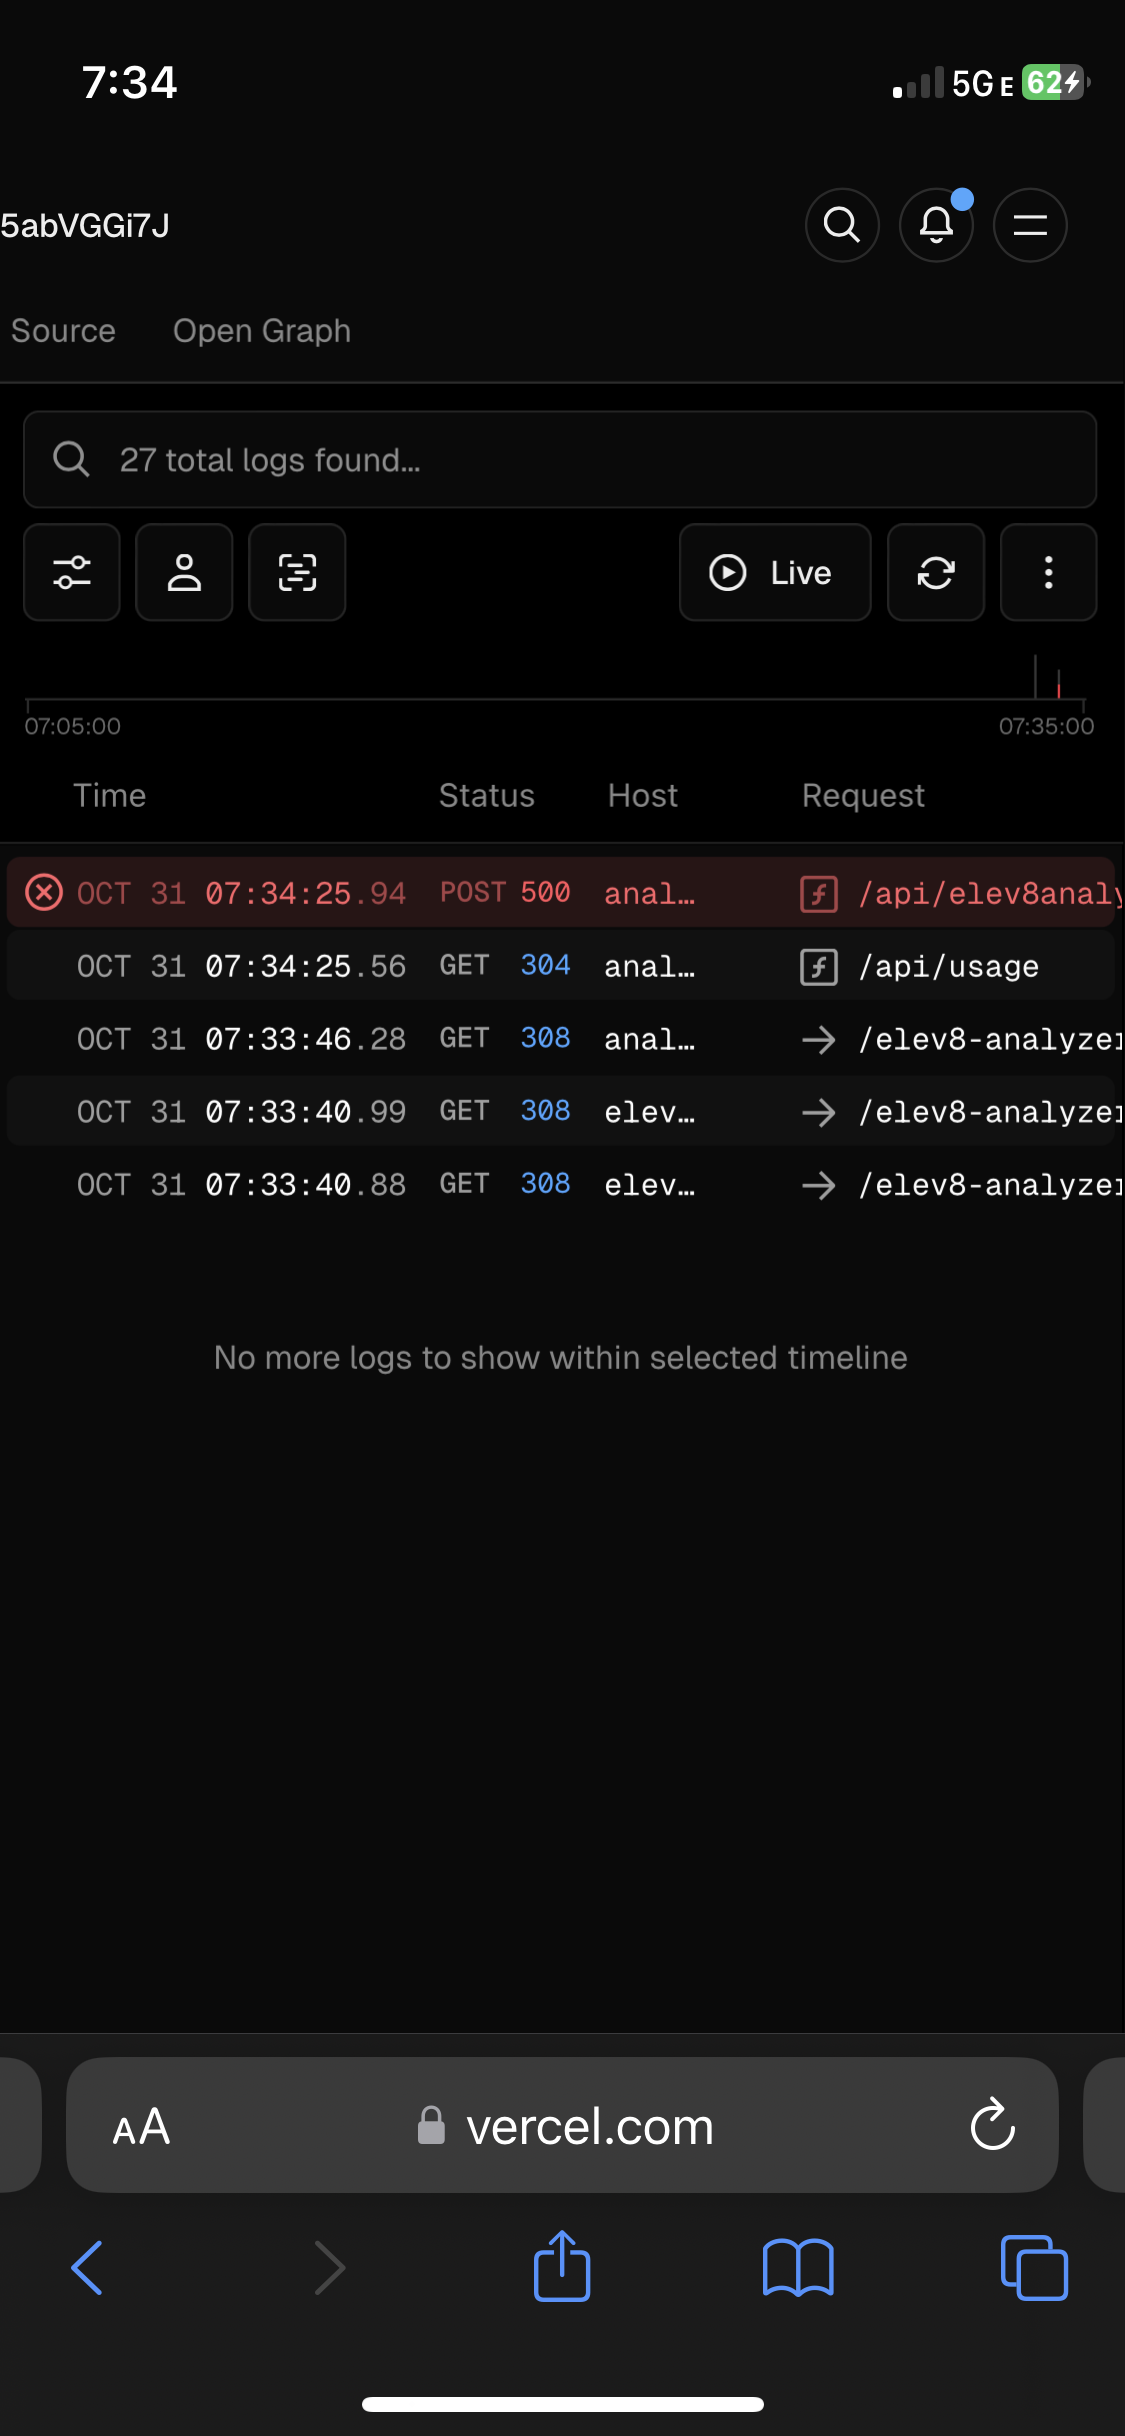 7:34 5G E 62
5abVGGi7J
Source Open Graph
27 total logs found...
Live
07:05:00 07:35:00
Time Status Host Request
OCT 31 07:34:25.94 POST 500 anal… /api/elev8analy
OCT 31 07:34:25.56 GET 304 anal… /api/usage
OCT 31 07:33:46.28 GET 308 anal… /elev8-analyzer
OCT 31 07:33:40.99 GET 308 elev… /elev8-analyzer
OCT 31 07:33:40.88 GET 308 elev… /elev8-analyzer
No more logs to show within selected timeline
AA vercel.com